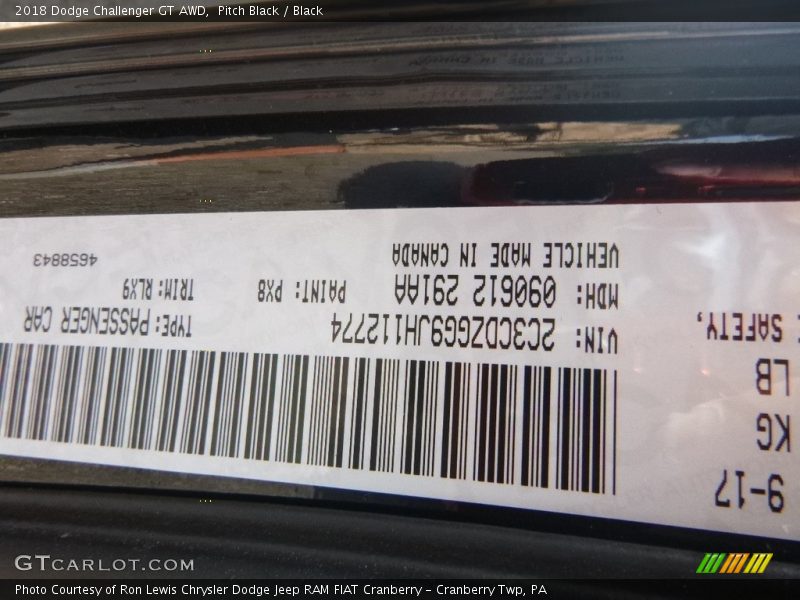 2018 Dodge Challenger GT AWD,  Pitch Black / Black
9-17
KG
LB
SAFETY,
VIN: 2C3CDZGG9JH112774
TYPE: PASSENGER CAR
MDH: 090612 291AA
PAINT: PX8
TRIM: RLX9
VEHICLE MADE IN CANADA
4658843
GTCARLOT.COM
Photo Courtesy of Ron Lewis Chrysler Dodge Jeep RAM FIAT Cranberry - Cranberry Twp, PA